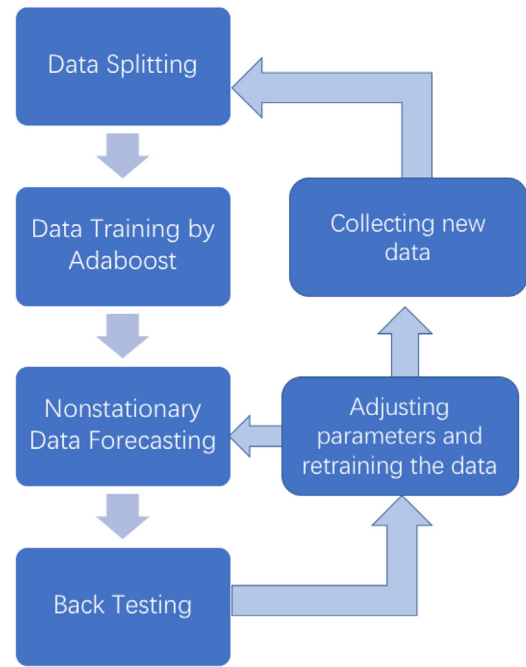 Data Splitting
Data Training by
Adaboost
Nonstationary
Data Forecasting
Back Testing
Collecting new
data
Adjusting
parameters and
retraining the data